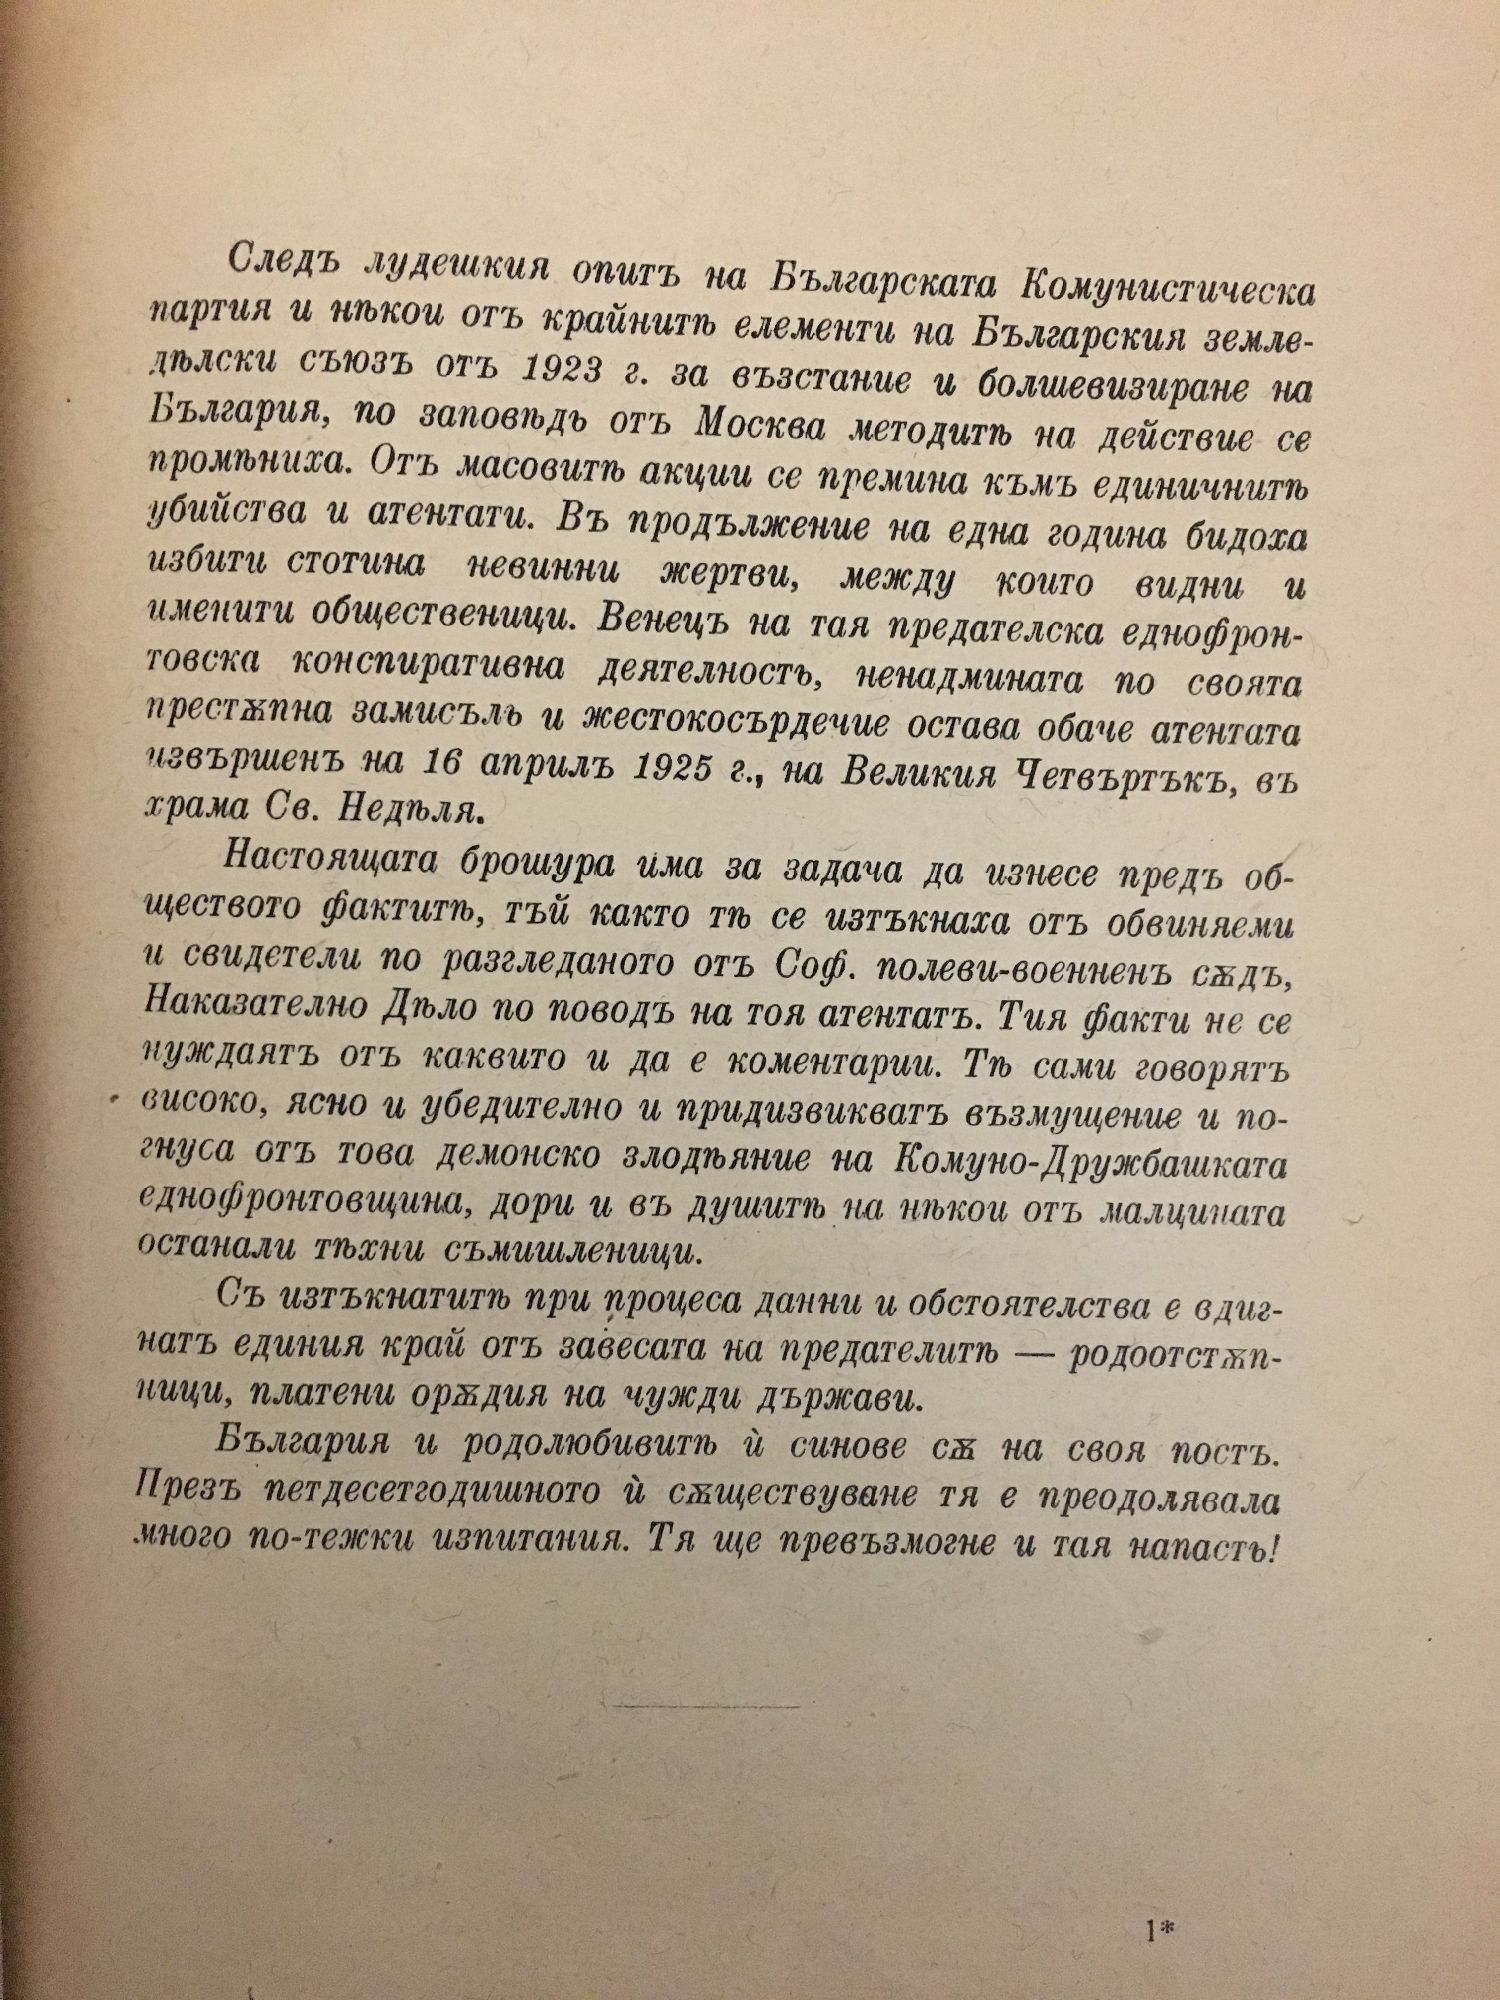 Следъ лудешкия опитъ на Българската Комунистическа
партия и нѣкои отъ крайнитѣ елементи на Българския земле-
дѣлски съюзъ отъ 1923 г. за възстание и болшевизиране на
България, по заповѣдь отъ Москва методитѣ на действие се
промѣниха. Отъ масовитѣ акции се премина къмъ единичнитѣ
убийства и атентати. Въ продължение на една година бидоха
избити стотина невинни жертви, между които видни и
именити общественици. Венецъ на тая предателска еднофрон-
товска конспиративна деятелность, ненадмината по своята
престѫпна замисъль и жестокосърдечие остава обаче атентата
извършенъ на 16 априлъ 1925 г., на Великия Четвъртъкъ, въ
храма Св. Недѣля.
Настоящата брошура има за задача да изнесе предъ об-
ществото фактитѣ, тъй както тѣ се изтъкнаха отъ обвиняеми
и свидетели по разгледаното отъ Соф. полеви-военненъ сѫдъ,
Наказателно Дѣло по поводъ на тоя атентатъ. Тия факти не се
нуждаятъ отъ каквито и да е коментарии. Тѣ сами говорятъ
високо, ясно и убедително и придизвикватъ възмущение и по-
гнуса отъ това демонско злодѣяние на Комуно-Дружбашката
еднофронтовщина, дори и въ душитѣ на нѣкои отъ малцината
останали тѣхни съмишленици.
Съ изтъкнатитѣ при процеса данни и обстоятелства е вдиг-
натъ единия край отъ завесата на предателитѣ — родоотстѫп-
ници, платени орѫдия на чужди държави.
България и родолюбивитѣ ѝ синове сѫ на своя постъ.
Презъ петдесетгодишното ѝ сѫществуване тя е преодолявала
много по-тежки изпитания. Тя ще превъзмогне и тая напасть!
1*